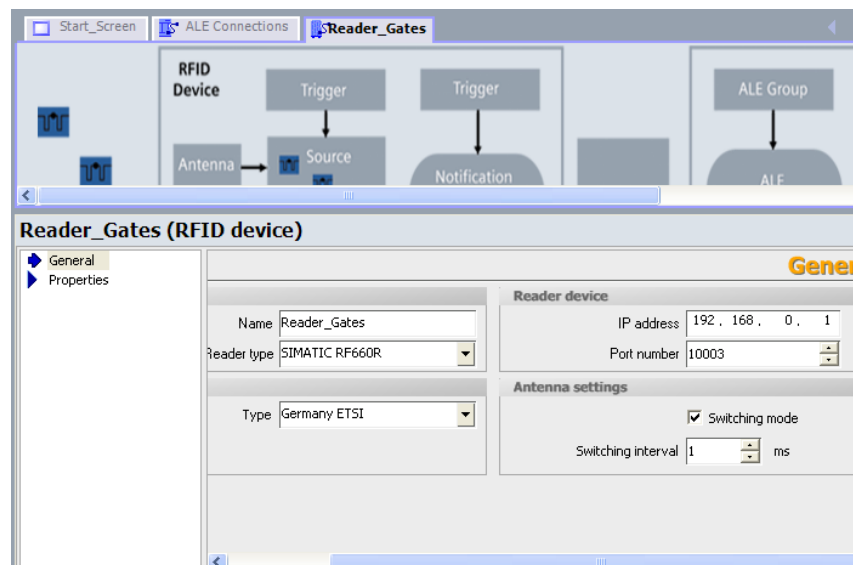 Start_Screen
ALE Connections
Reader_Gates
RFID
Device
Trigger
Trigger
ALE Group
Antenna
Source
Notification
ALE
Reader_Gates (RFID device)
General
Properties
Gener
Reader device
Name Reader_Gates
IP address 192 . 168 . 0 . 1
Reader type SIMATIC RF660R
Port number 10003
Antenna settings
Type Germany ETSI
Switching mode
Switching interval 1 ms